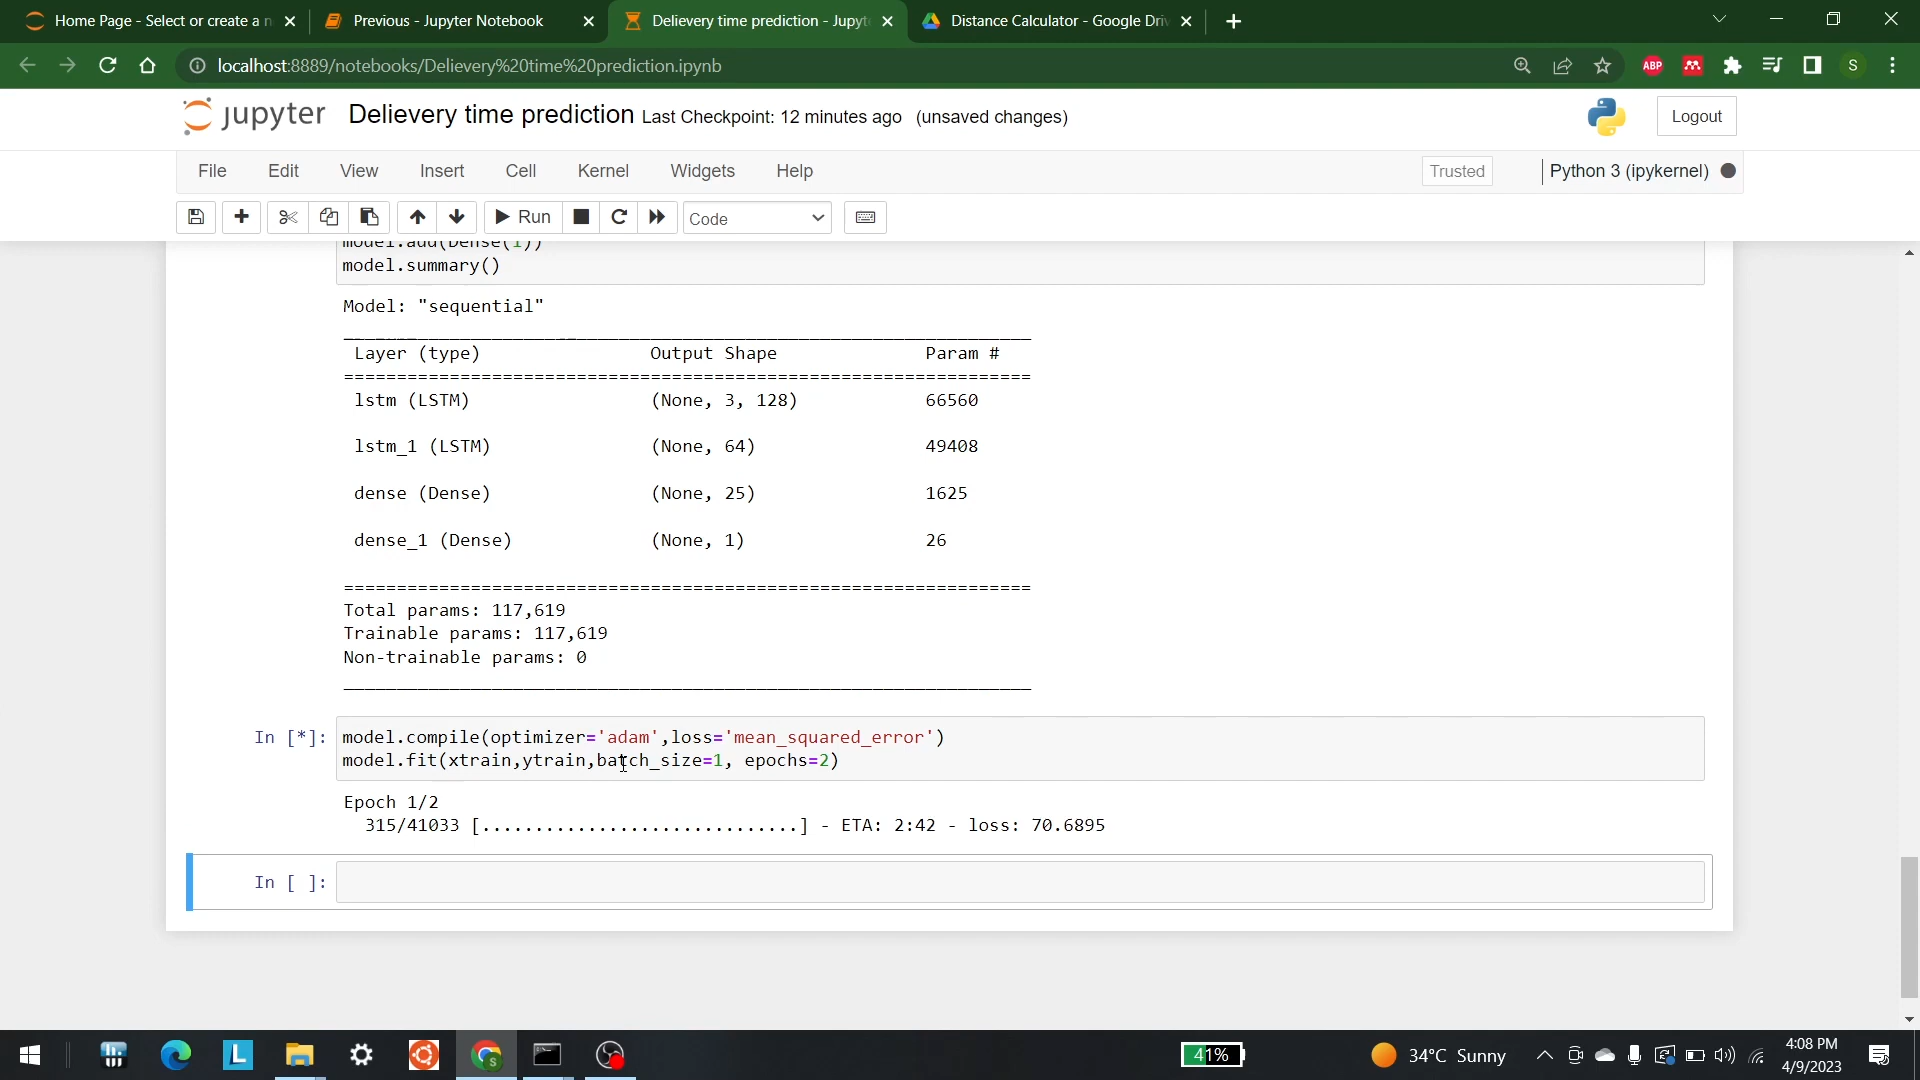 Home Page - Select or create a n
Previous - Jupyter Notebook
Delievery time prediction - Jupyt
Distance Calculator - Google Driv
localhost:8889/notebooks/Delievery%20time%20prediction.ipynb
ABP
S
jupyter
Delievery time prediction Last Checkpoint: 12 minutes ago (unsaved changes)
Logout
File Edit View Insert Cell Kernel Widgets Help
Trusted
Python 3 (ipykernel)
Run
Code
model.add(Dense(1))
model.summary()
Model: "sequential"
Layer (type) Output Shape Param #
=================================================================
lstm (LSTM) (None, 3, 128) 66560
lstm_1 (LSTM) (None, 64) 49408
dense (Dense) (None, 25) 1625
dense_1 (Dense) (None, 1) 26
=================================================================
Total params: 117,619
Trainable params: 117,619
Non-trainable params: 0
In [*]: model.compile(optimizer='adam',loss='mean_squared_error')
model.fit(xtrain,ytrain,batch_size=1, epochs=2)
Epoch 1/2
315/41033 [..............................] - ETA: 2:42 - loss: 70.6895
In [ ]:
L
S
41%
34°C Sunny
4:08 PM
4/9/2023